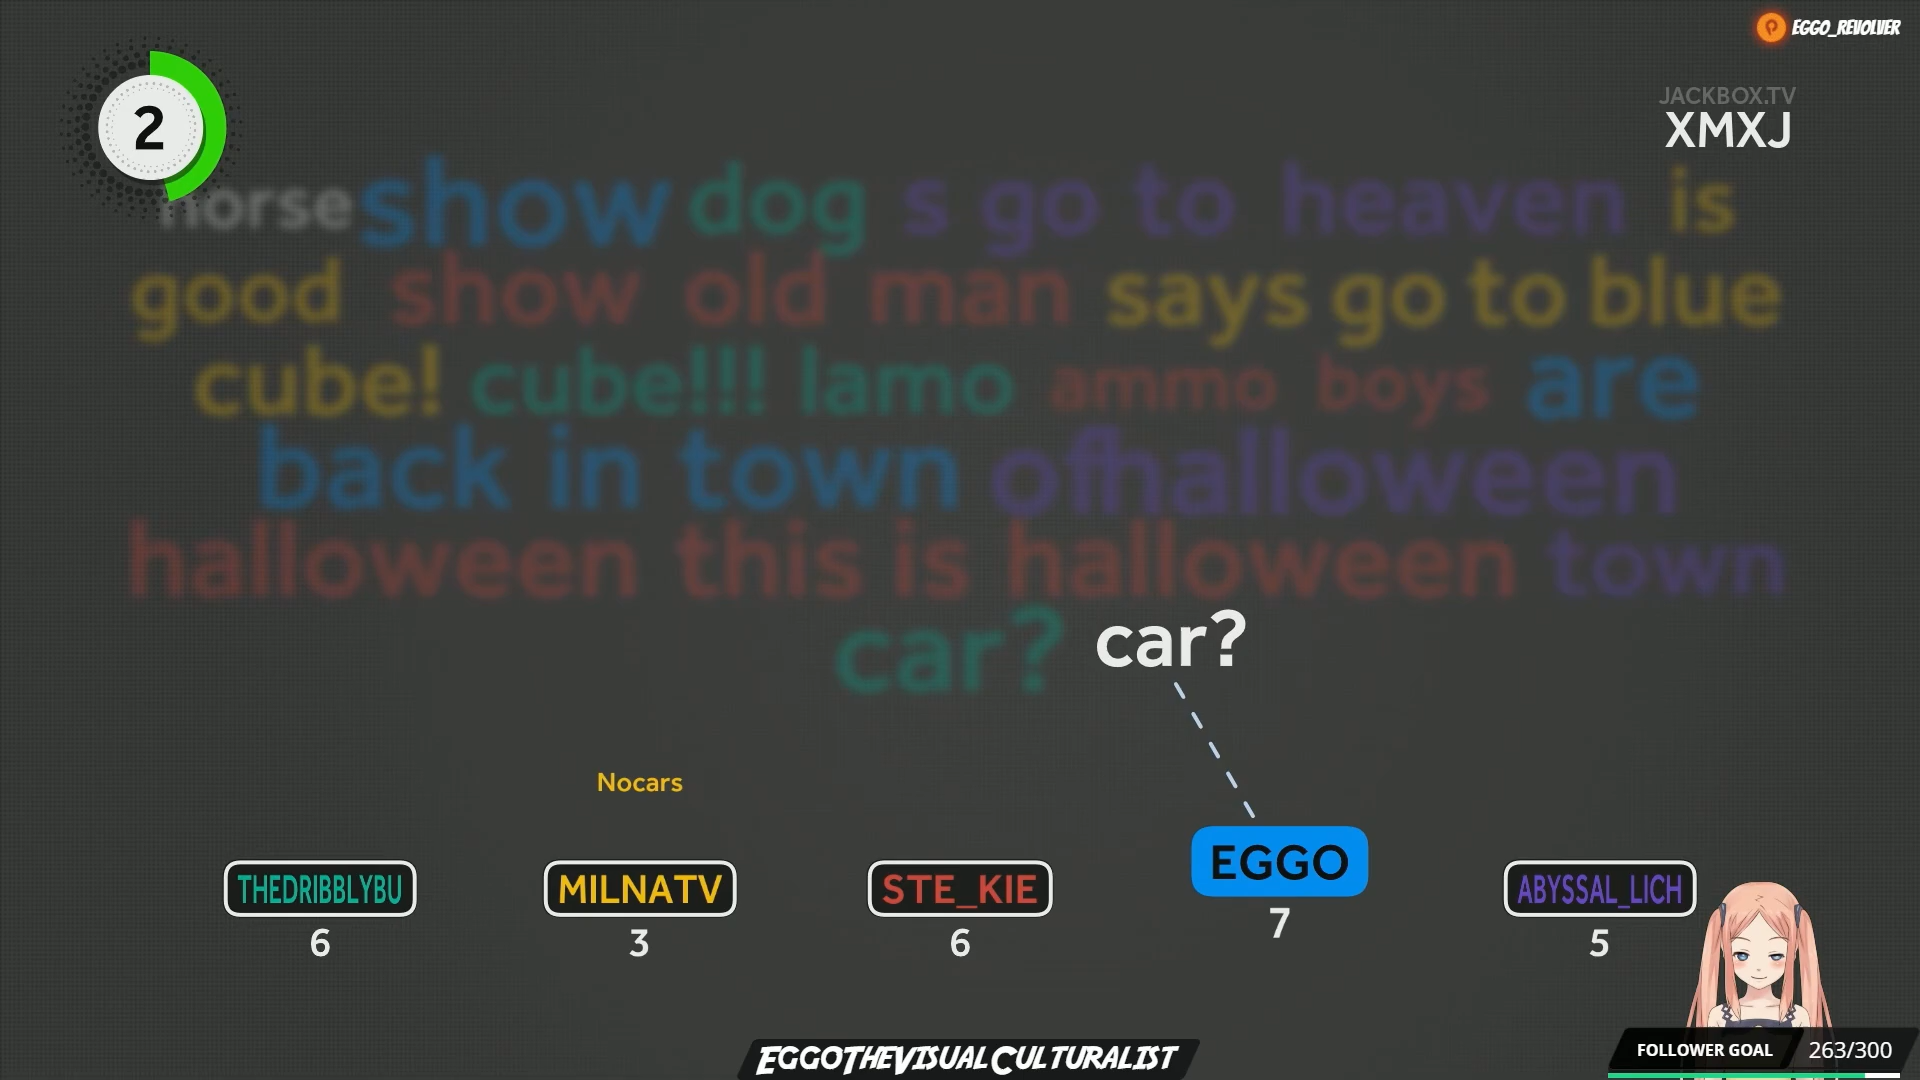 EGGO_REVOLVER
JACKBOX.TV
XMXJ
2
horse show dog s go to heaven is
good show old man says go to blue
cube! cube!!! lamo ammo boys are
back in town ofhalloween
halloween this is halloween town
car? car?
Nocars
THEDRIBBLYBU MILNATV STE_KIE EGGO ABYSSAL_LICH
6 3 6 7 5
EGGOTHEVISUALCULTURALIST
FOLLOWER GOAL 263/300